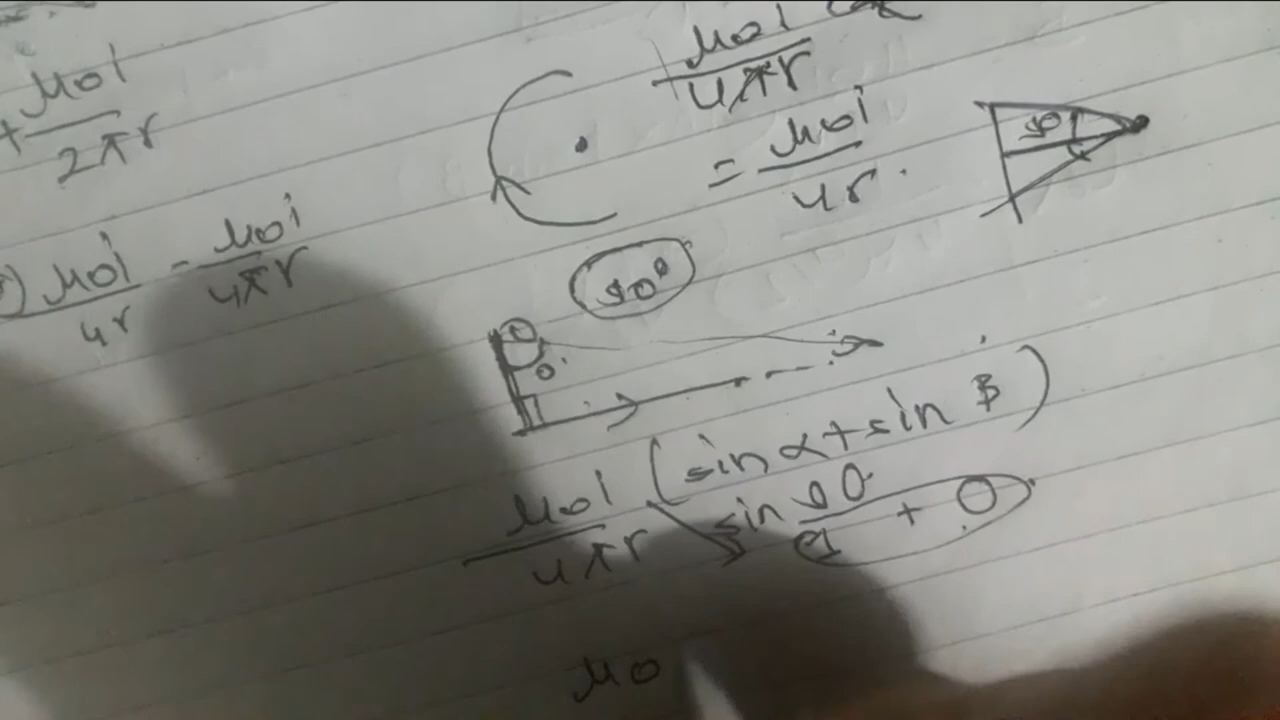 + μ0i / 2πr
μ0i / 4r - μ0i / 4πr
μ0i / 4πr
= μ0i / 4r .
90°
μ0i / 4πr (sin α + sin β)
sin 90 + 0
1
μ0